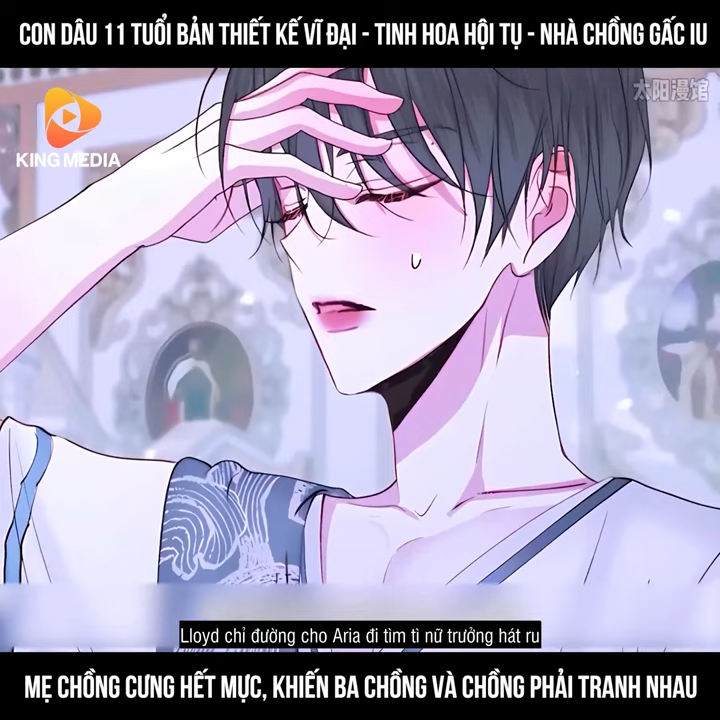 CON DÂU 11 TUỔI BẢN THIẾT KẾ VĨ ĐẠI - TINH HOA HỘI TỤ - NHÀ CHỒNG GẤC IU
太阳漫馆
KING MEDIA
Lloyd chỉ đường cho Aria đi tìm tì nữ trưởng hát ru
MẸ CHỒNG CƯNG HẾT MỰC, KHIẾN BA CHỒNG VÀ CHỒNG PHẢI TRANH NHAU